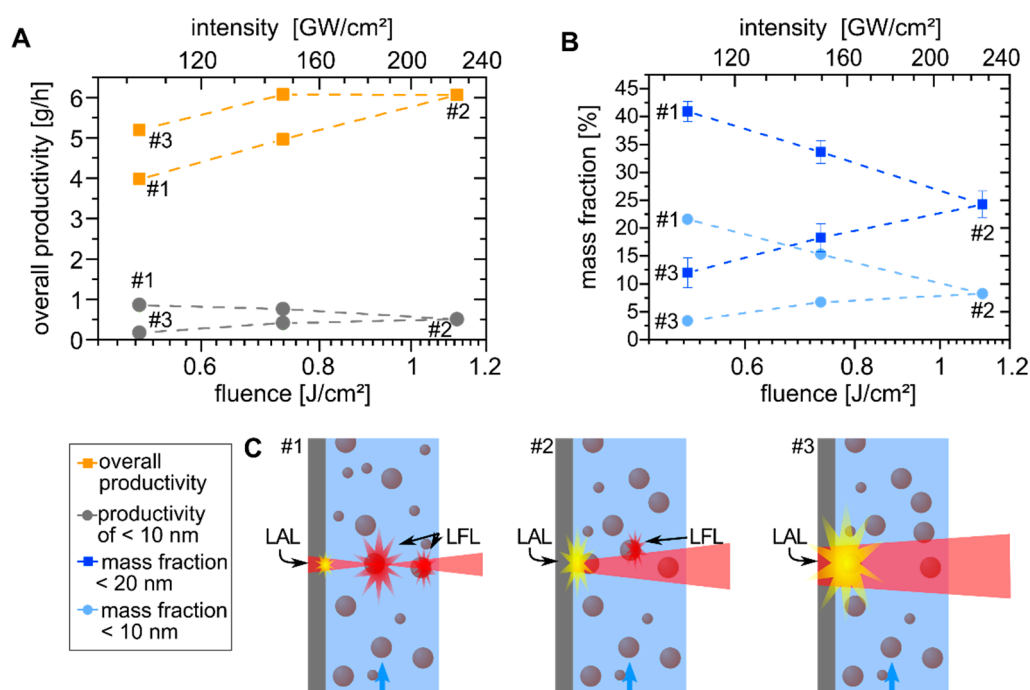 A
intensity [GW/cm²]
120 160 200 240
overall productivity [g/h]
6
5
4
3
2
1
0
#3
#1
#2
#1
#3
#2
0.6 0.8 1 1.2
fluence [J/cm²]
B
intensity [GW/cm²]
120 160 200 240
mass fraction [%]
45
40
35
30
25
20
15
10
5
0
#1
#1
#2
#3
#2
#3
0.6 0.8 1 1.2
fluence [J/cm²]
overall
productivity
productivity
of < 10 nm
mass fraction
< 20 nm
mass fraction
< 10 nm
C
#1
LAL
LFL
#2
LAL
LFL
#3
LAL